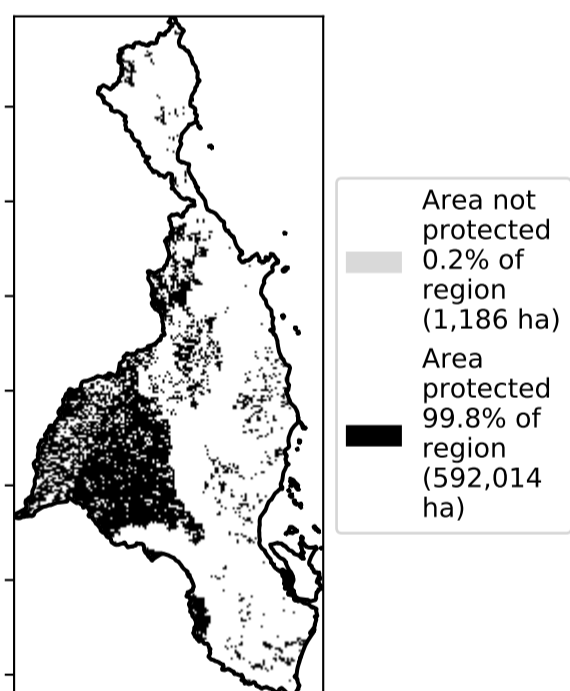 Area not
protected
0.2% of
region
(1,186 ha)
Area
protected
99.8% of
region
(592,014
ha)